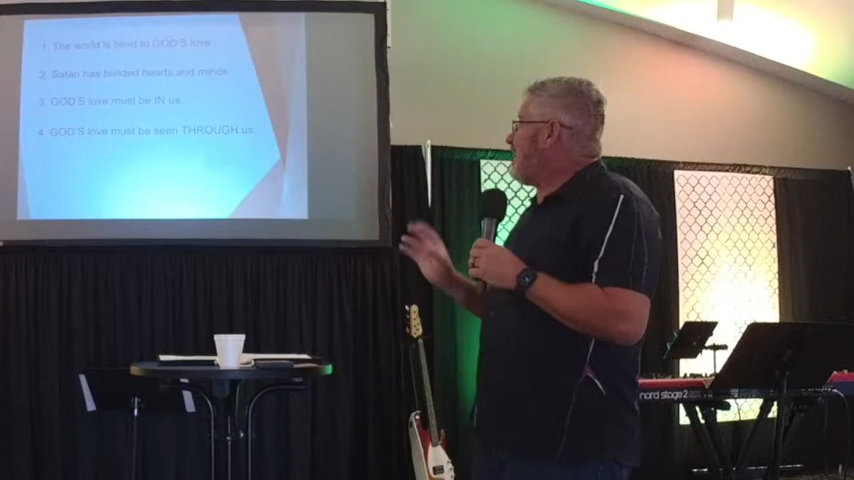 1. The world is blind to GOD'S love
2. Satan has blinded hearts and minds
3. GOD'S love must be IN us.
4. GOD'S love must be seen THROUGH us.
nord stage 2